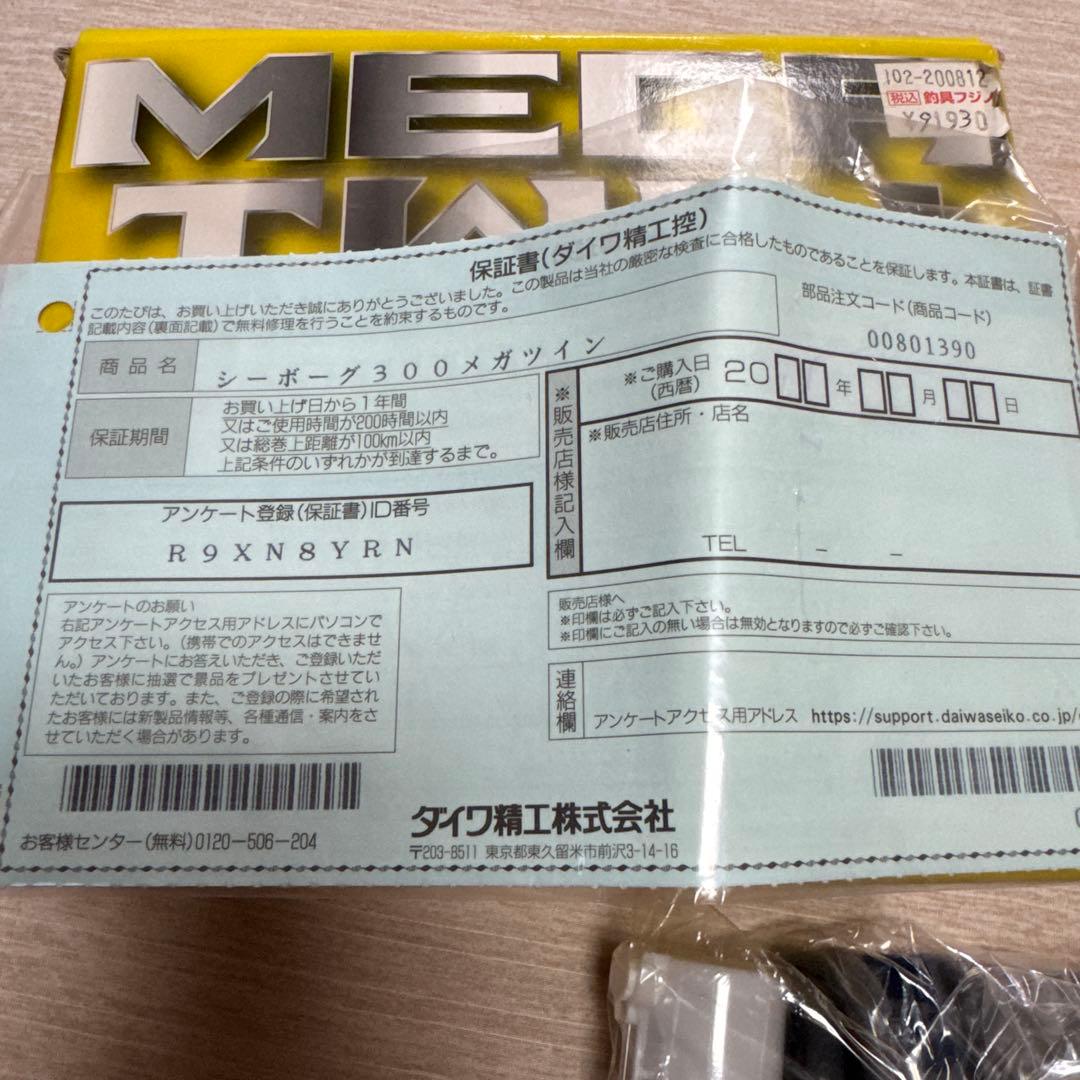 MEGA
TWIN
J02-200812
税込 釣具フジ
¥91930
保証書(ダイワ精工控)
このたびは、お買い上げいただき誠にありがとうございました。この製品は当社の厳密な検査に合格したものであることを保証します。本証書は、証書
記載内容(裏面記載)で無料修理を行うことを約束するものです。
部品注文コード(商品コード)
00801390
商品名
シーボーグ300メガツイン
保証期間
お買い上げ日から1年間
又はご使用時間が200時間以内
又は総巻上距離が100km以内
上記条件のいずれかが到達するまで。
※販売店様記入欄
※ご購入日
(西暦)
20 年 月 日
※販売店住所・店名
TEL － －
アンケート登録(保証書)ID番号
R9XN8YRN
アンケートのお願い
右記アンケートアクセス用アドレスにパソコンで
アクセス下さい。(携帯でのアクセスはできませ
ん。)アンケートにお答えいただき、ご登録いただ
いたお客様に抽選で景品をプレゼントさせてい
ただいております。また、ご登録の際に希望され
たお客様には新製品情報等、各種通信・案内をさ
せていただく場合があります。
販売店様へ
※印欄は必ずご記入下さい。
※印欄にご記入の無い場合は無効となりますので必ずご確認下さい。
連絡欄
アンケートアクセス用アドレス https://support.daiwaseiko.co.jp/
お客様センター(無料)0120-506-204
ダイワ精工株式会社
〒203-8511 東京都東久留米市前沢3-14-16